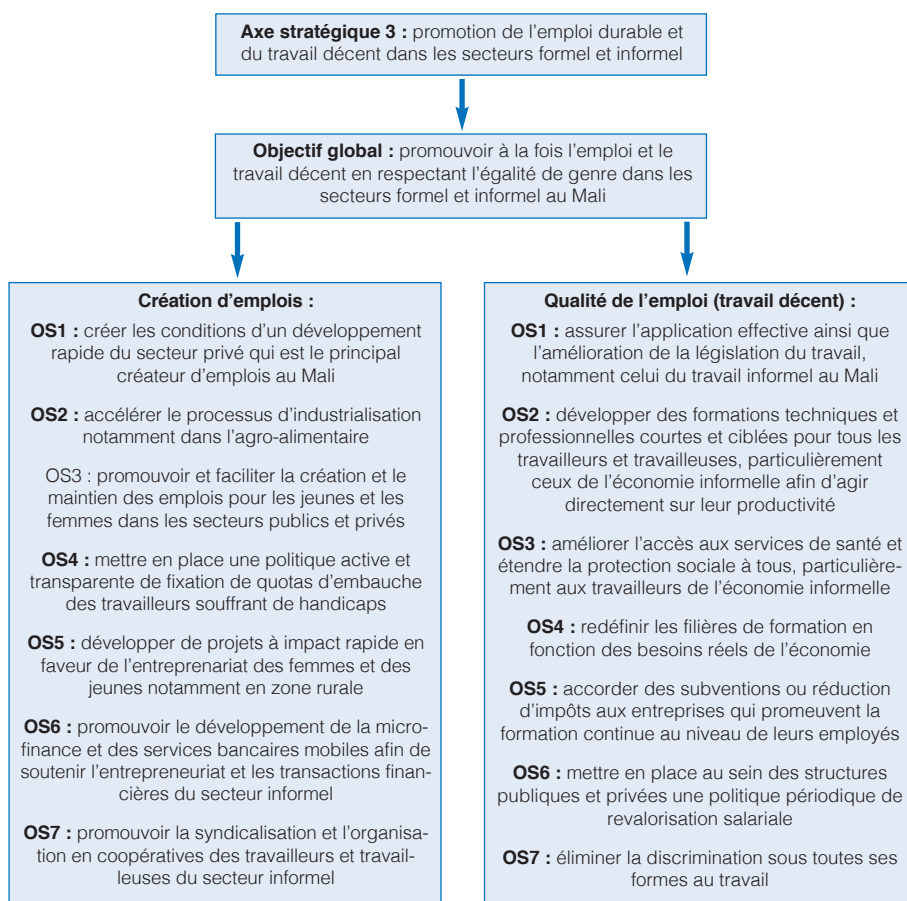 Axe stratégique 3 : promotion de l'emploi durable et
du travail décent dans les secteurs formel et informel
Objectif global : promouvoir à la fois l'emploi et le
travail décent en respectant l'égalité de genre dans les
secteurs formel et informel au Mali
Création d'emplois :
OS1 : créer les conditions d'un développement
rapide du secteur privé qui est le principal
créateur d'emplois au Mali
OS2 : accélérer le processus d'industrialisation
notamment dans l'agro-alimentaire
OS3 : promouvoir et faciliter la création et le
maintien des emplois pour les jeunes et les
femmes dans les secteurs publics et privés
OS4 : mettre en place une politique active et
transparente de fixation de quotas d'embauche
des travailleurs souffrant de handicaps
OS5 : développer de projets à impact rapide en
faveur de l'entreprenariat des femmes et des
jeunes notamment en zone rurale
OS6 : promouvoir le développement de la micro-
finance et des services bancaires mobiles afin de
soutenir l'entrepreneuriat et les transactions finan-
cières du secteur informel
OS7 : promouvoir la syndicalisation et l'organisa-
tion en coopératives des travailleurs et travail-
leuses du secteur informel
Qualité de l'emploi (travail décent) :
OS1 : assurer l'application effective ainsi que
l'amélioration de la législation du travail,
notamment celui du travail informel au Mali
OS2 : développer des formations techniques et
professionnelles courtes et ciblées pour tous les
travailleurs et travailleuses, particulièrement
ceux de l'économie informelle afin d'agir
directement sur leur productivité
OS3 : améliorer l'accès aux services de santé et
étendre la protection sociale à tous, particulière-
ment aux travailleurs de l'économie informelle
OS4 : redéfinir les filières de formation en
fonction des besoins réels de l'économie
OS5 : accorder des subventions ou réduction
d'impôts aux entreprises qui promeuvent la
formation continue au niveau de leurs employés
OS6 : mettre en place au sein des structures
publiques et privées une politique périodique de
revalorisation salariale
OS7 : éliminer la discrimination sous toutes ses
formes au travail